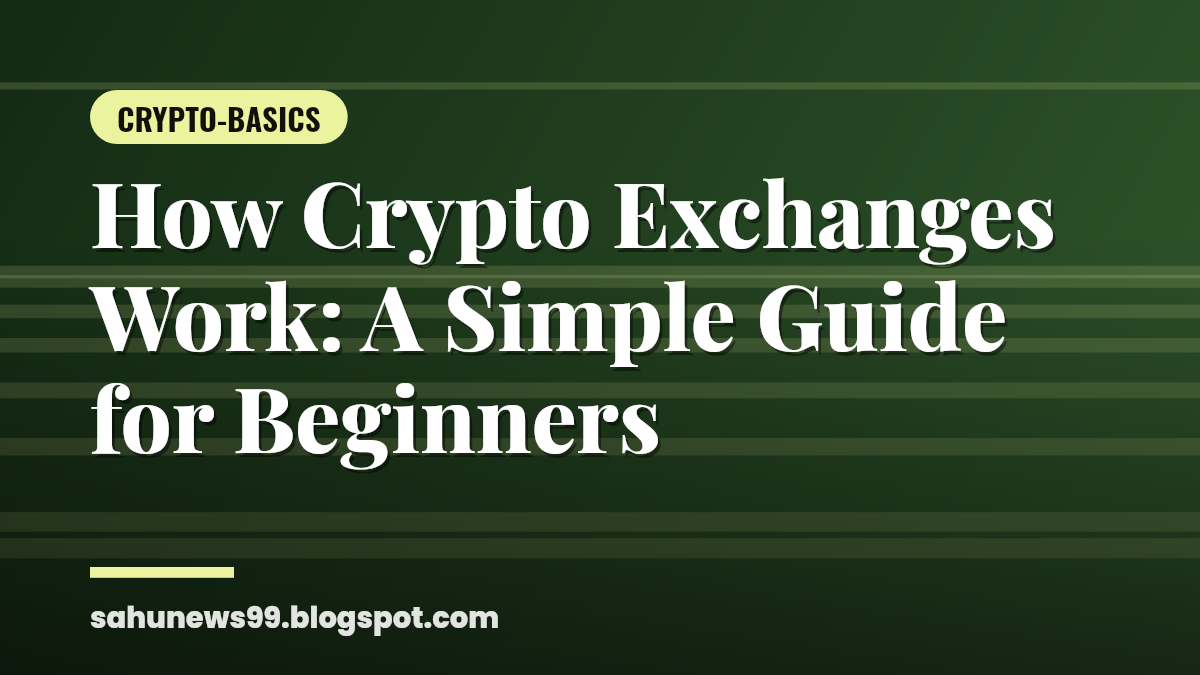 CRYPTO-BASICS
How Crypto Exchanges
Work: A Simple Guide
for Beginners
sahunews99.blogspot.com